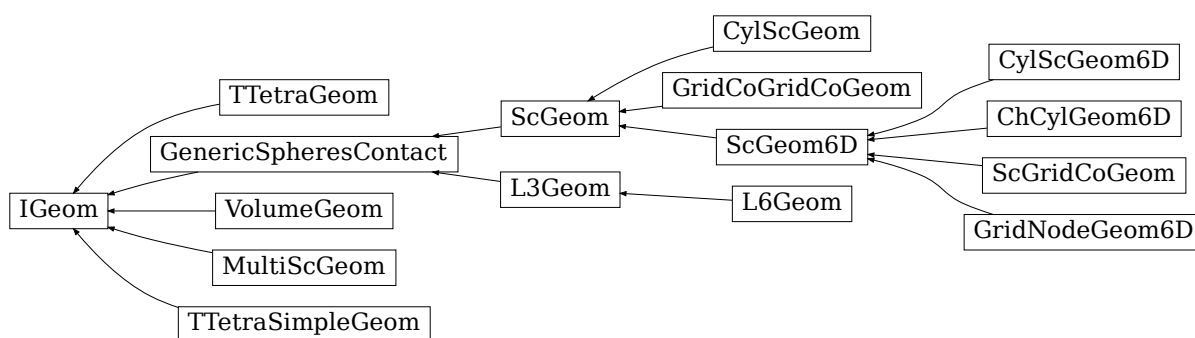 CylScGeom
CylScGeom6D
TTetraGeom
GridCoGridCoGeom
ScGeom
ChCylGeom6D
GenericSpheresContact
ScGeom6D
ScGridCoGeom
L3Geom
IGeom
VolumeGeom
L6Geom
GridNodeGeom6D
MultiScGeom
TTetraSimpleGeom